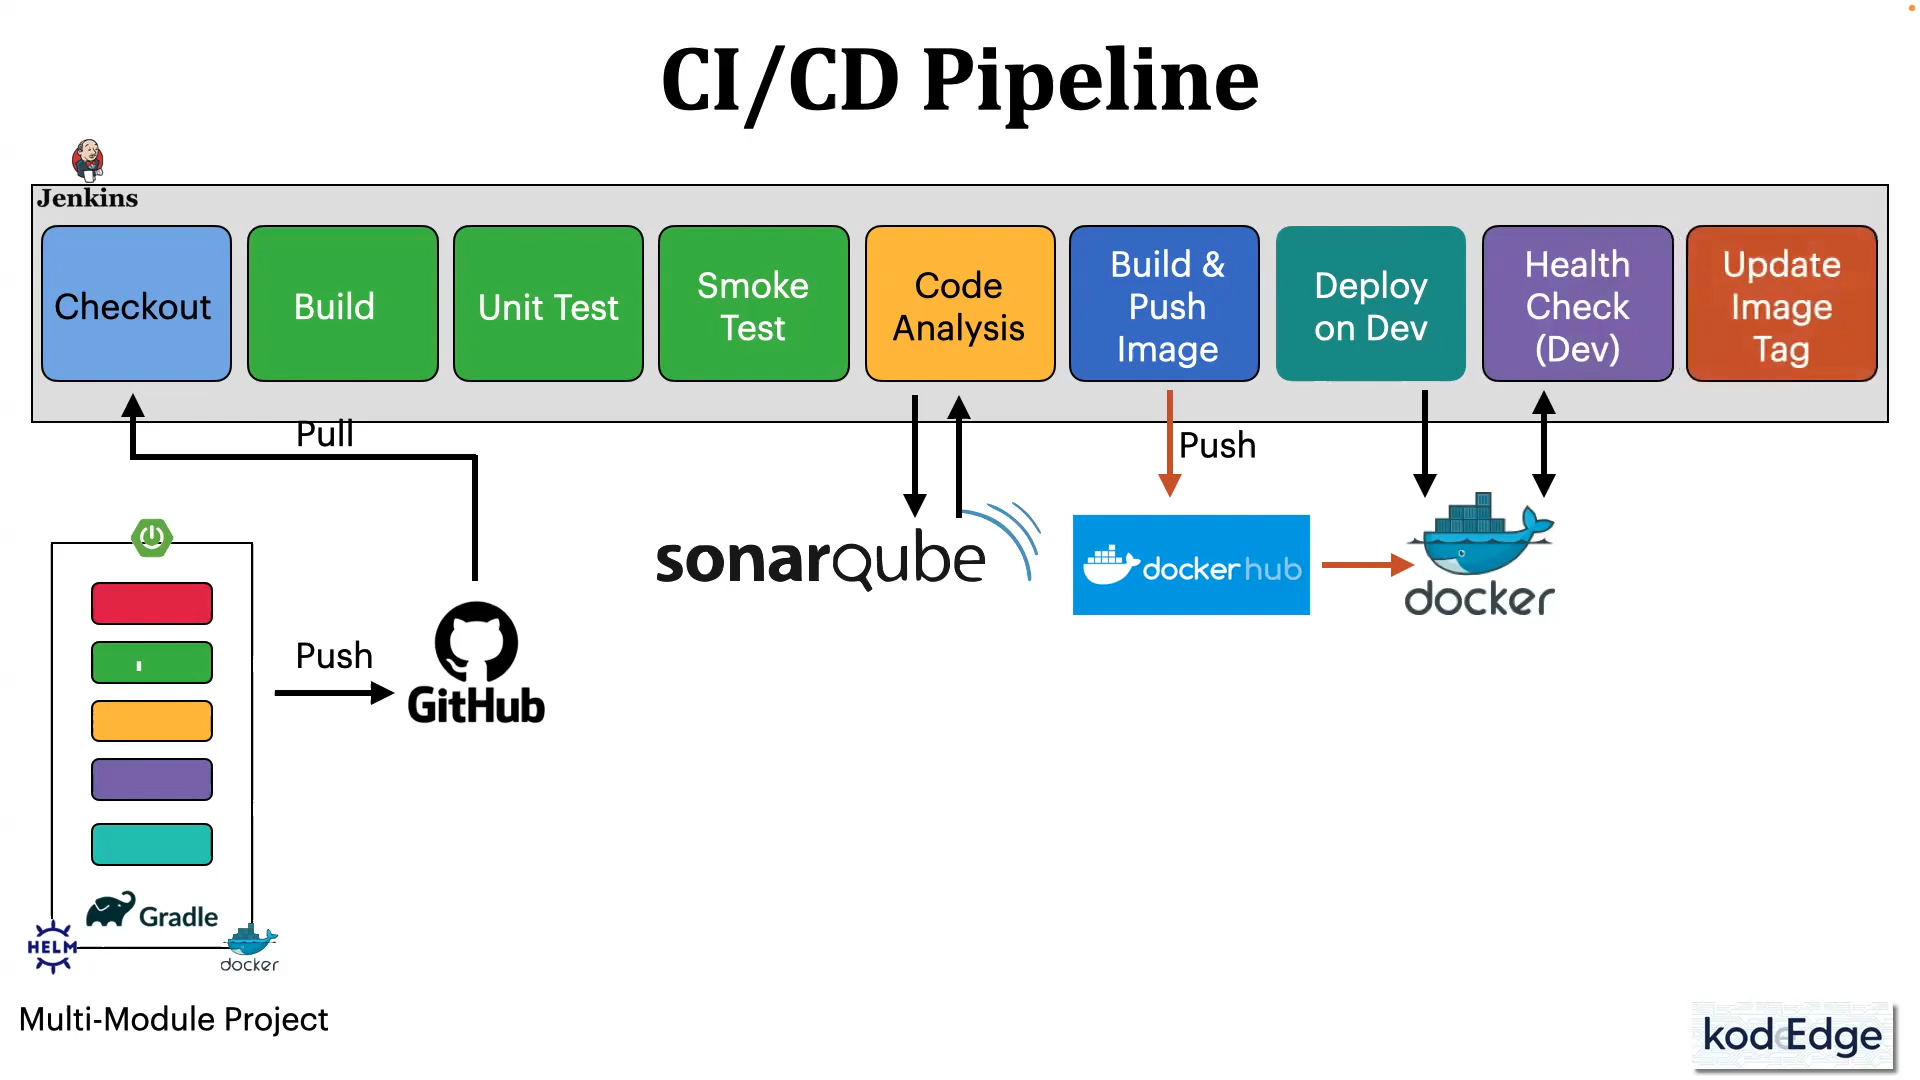 CI/CD Pipeline
Jenkins
Checkout
Build
Unit Test
Smoke
Test
Code
Analysis
Build &
Push
Image
Deploy
on Dev
Health
Check
(Dev)
Update
Image
Tag
Pull
Push
sonarqube
dockerhub
docker
Push
GitHub
Gradle
HELM
docker
Multi-Module Project
kodEdge